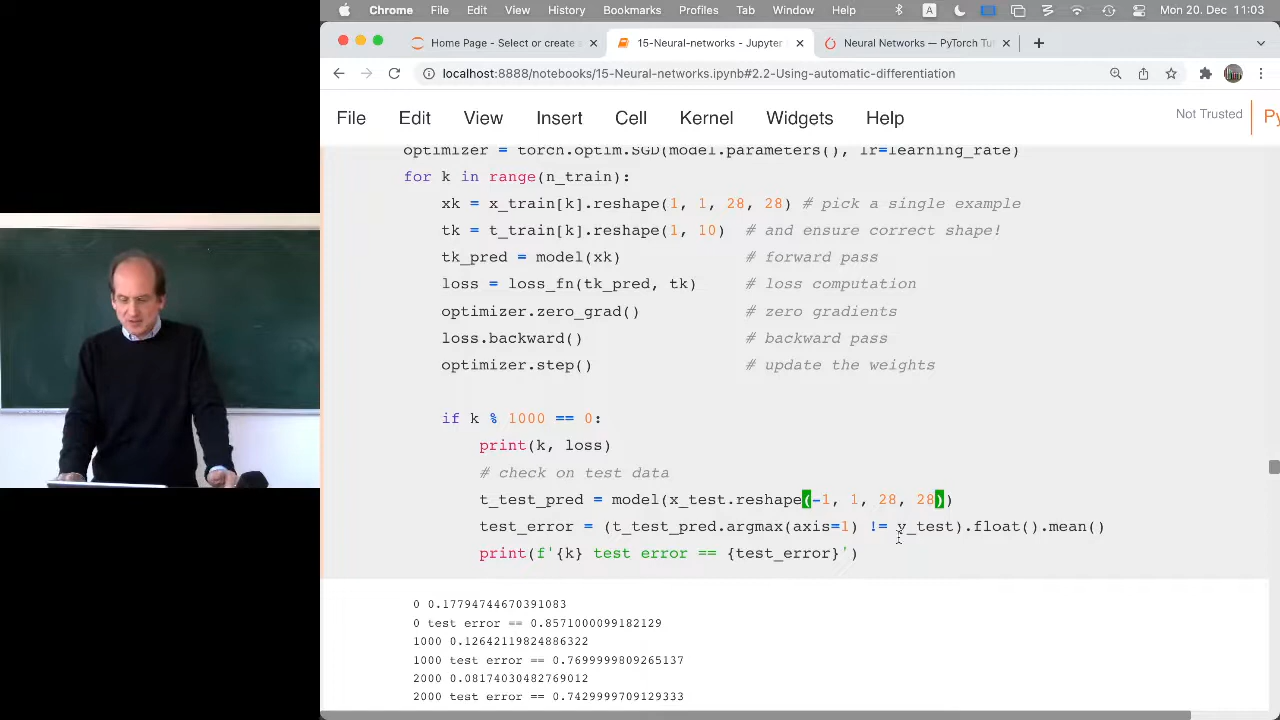 Chrome File Edit View History Bookmarks Profiles Tab Window Help A Mon 20. Dec 11:03
Home Page - Select or create a 15-Neural-networks - Jupyter Neural Networks — PyTorch Tut
localhost:8888/notebooks/15-Neural-networks.ipynb#2.2-Using-automatic-differentiation
File Edit View Insert Cell Kernel Widgets Help Not Trusted Py
optimizer = torch.optim.SGD(model.parameters(), lr=learning_rate)
for k in range(n_train):
xk = x_train[k].reshape(1, 1, 28, 28) # pick a single example
tk = t_train[k].reshape(1, 10) # and ensure correct shape!
tk_pred = model(xk) # forward pass
loss = loss_fn(tk_pred, tk) # loss computation
optimizer.zero_grad() # zero gradients
loss.backward() # backward pass
optimizer.step() # update the weights
if k % 1000 == 0:
print(k, loss)
# check on test data
t_test_pred = model(x_test.reshape(-1, 1, 28, 28))
test_error = (t_test_pred.argmax(axis=1) != y_test).float().mean()
print(f'{k} test error == {test_error}')
0 0.17794744670391083
0 test error == 0.8571000099182129
1000 0.12642119824886322
1000 test error == 0.7699999809265137
2000 0.08174030482769012
2000 test error == 0.7429999709129333